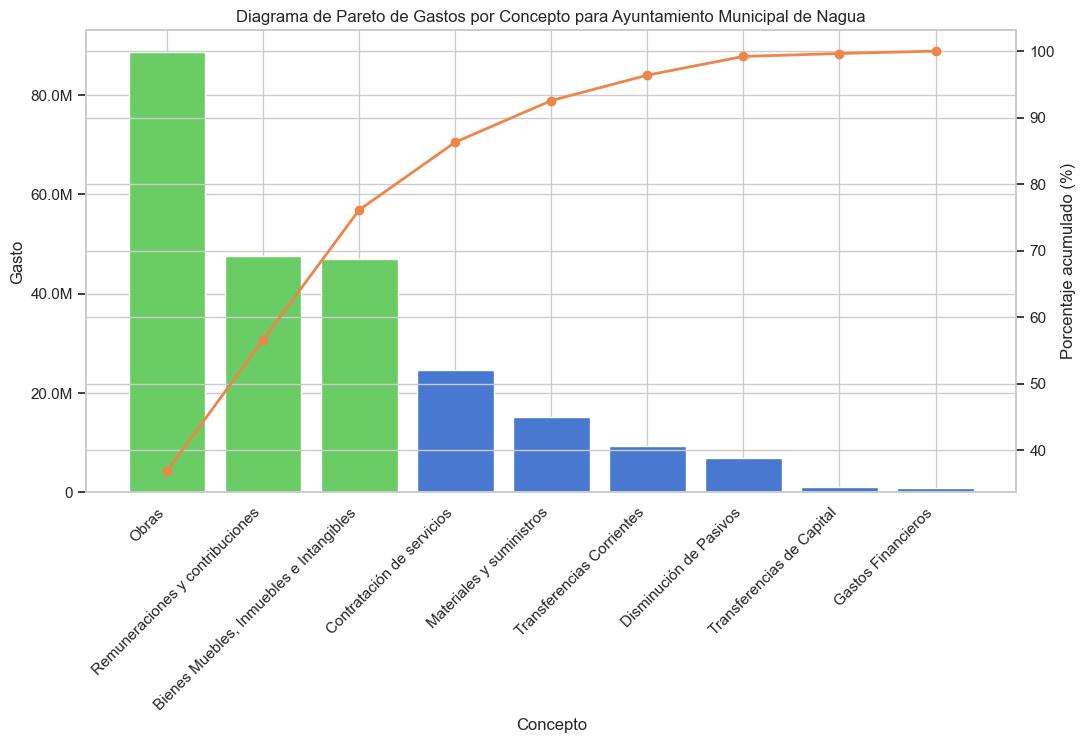 Diagrama de Pareto de Gastos por Concepto para Ayuntamiento Municipal de Nagua
Gasto
80.0M
60.0M
40.0M
20.0M
0
100
90
80
70
60
50
40
Porcentaje acumulado (%)
Obras
Remuneraciones y contribuciones
Bienes Muebles, Inmuebles e Intangibles
Contratación de servicios
Materiales y suministros
Transferencias Corrientes
Disminución de Pasivos
Transferencias de Capital
Gastos Financieros
Concepto